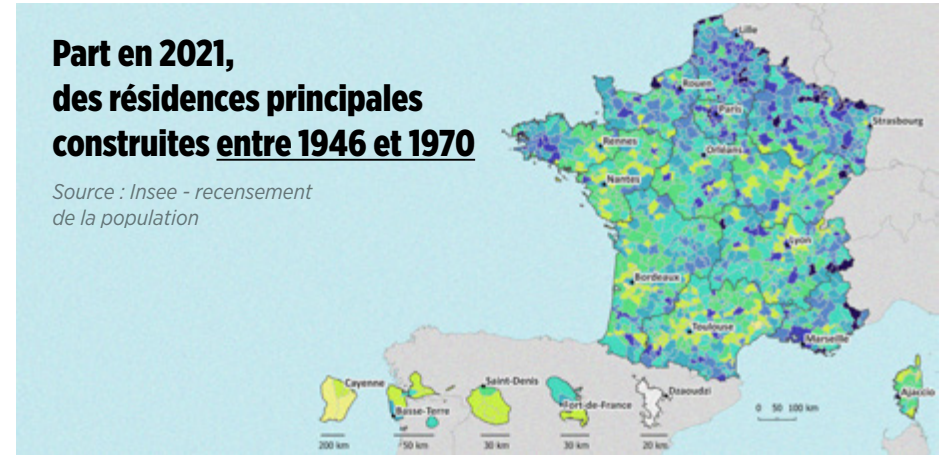 Part en 2021,
des résidences principales
construites entre 1946 et 1970
Source : Insee - recensement
de la population
Lille
Rouen
Paris
Strasbourg
Rennes
Orléans
Nantes
Lyon
Bordeaux
Toulouse
Marseille
Cayenne
Saint-Denis
Dzaoudzi
Basse-Terre
Fort-de-France
Ajaccio
0 50 100 km
200 km
50 km
30 km
30 km
20 km